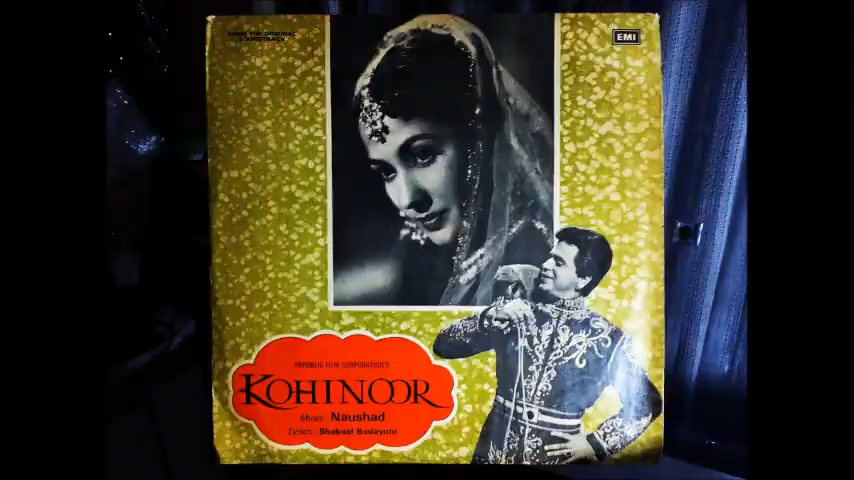 FROM THE ORIGINAL
SOUNDTRACK
EMI
REPUBLIC FILM CORPORATION'S
KOHINOOR
Music: Naushad
Lyrics: Shakeel Badayuni